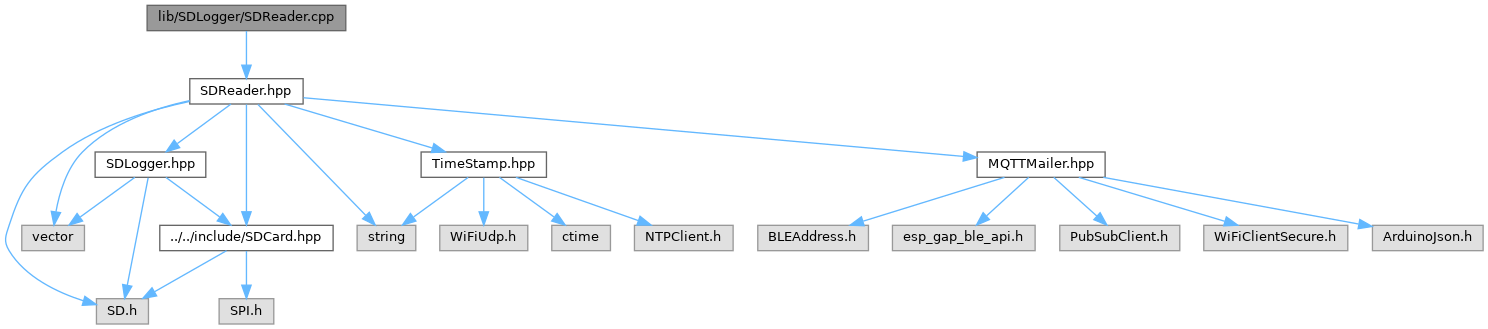 lib/SDLogger/SDReader.cpp
SDReader.hpp
SDLogger.hpp
TimeStamp.hpp
MQTTMailer.hpp
vector
../../include/SDCard.hpp
string
WiFiUdp.h
ctime
NTPClient.h
BLEAddress.h
esp_gap_ble_api.h
PubSubClient.h
WiFiClientSecure.h
ArduinoJson.h
SD.h
SPI.h